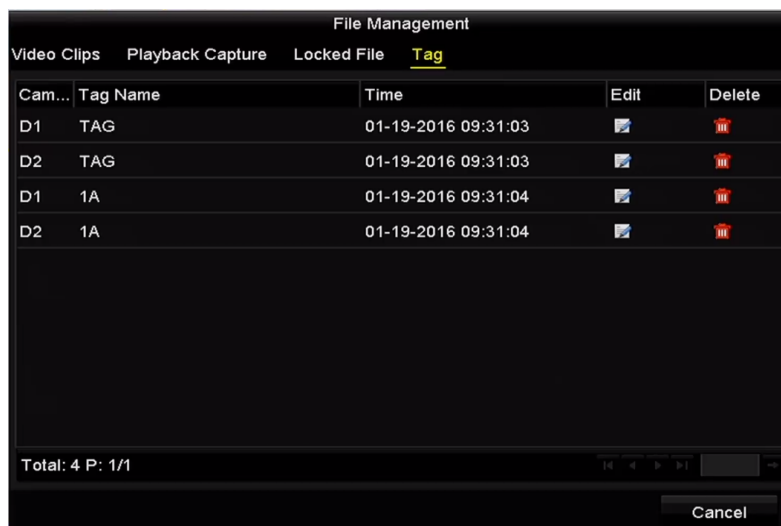 File Management
Video Clips Playback Capture Locked File Tag
Cam... Tag Name Time Edit Delete
D1 TAG 01-19-2016 09:31:03
D2 TAG 01-19-2016 09:31:03
D1 1A 01-19-2016 09:31:04
D2 1A 01-19-2016 09:31:04
Total: 4 P: 1/1
Cancel